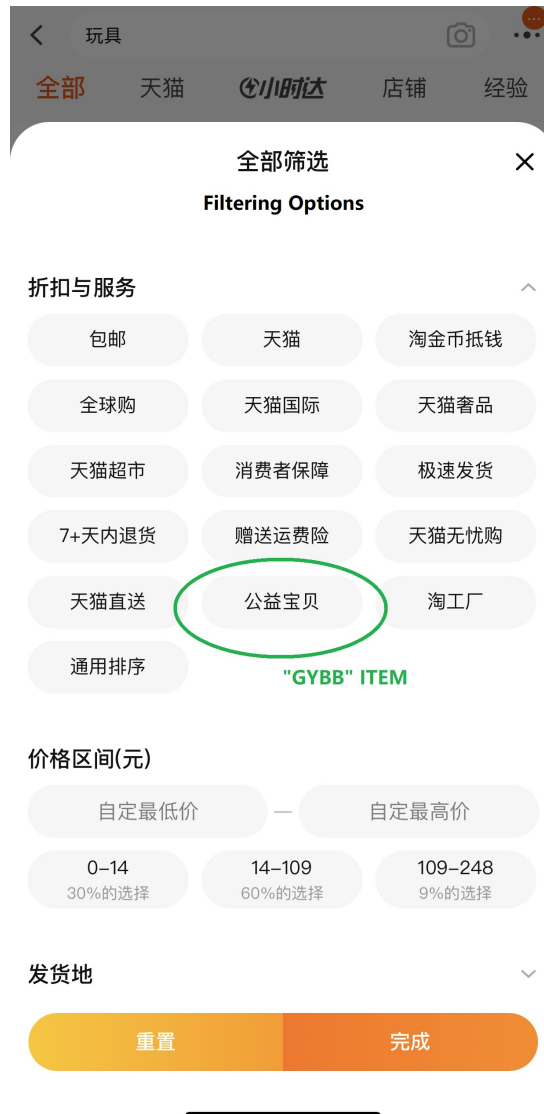 玩具
全部 天猫 小时达 店铺 经验
全部筛选
Filtering Options
折扣与服务
包邮 天猫 淘金币抵钱
全球购 天猫国际 天猫奢品
天猫超市 消费者保障 极速发货
7+天内退货 赠送运费险 天猫无忧购
天猫直送 公益宝贝 淘工厂
通用排序 "GYBB" ITEM
价格区间(元)
自定最低价 — 自定最高价
0–14 14–109 109–248
30%的选择 60%的选择 9%的选择
发货地
重置 完成